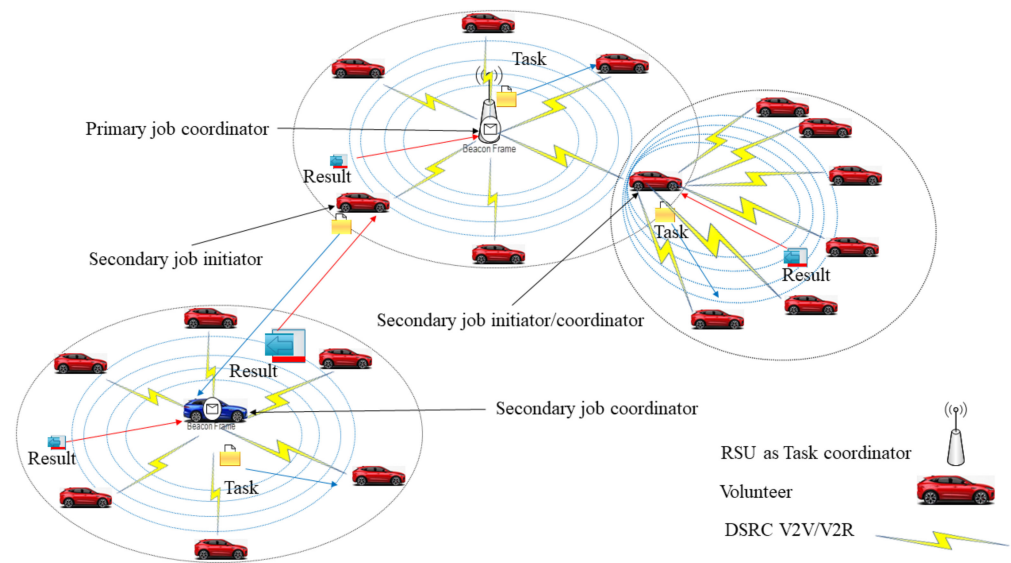 Task
Primary job coordinator
Beacon Frame
Result
Task
Secondary job initiator
Result
Secondary job initiator/coordinator
Result
Secondary job coordinator
Beacon Frame
Result
Task
RSU as Task coordinator
Volunteer
DSRC V2V/V2R